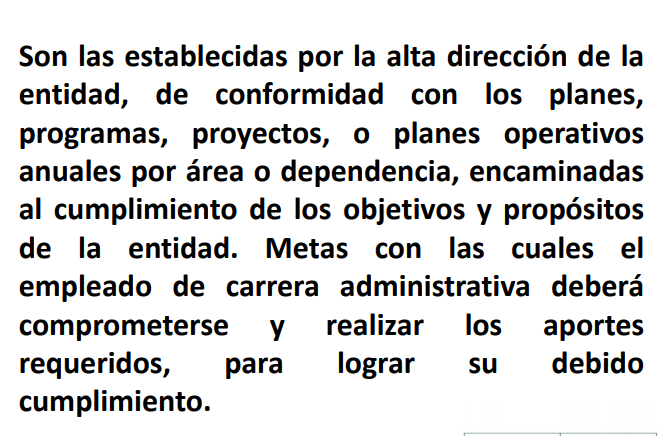 Son las establecidas por la alta dirección de la
entidad, de conformidad con los planes,
programas, proyectos, o planes operativos
anuales por área o dependencia, encaminadas
al cumplimiento de los objetivos y propósitos
de la entidad. Metas con las cuales el
empleado de carrera administrativa deberá
comprometerse y realizar los aportes
requeridos, para lograr su debido
cumplimiento.